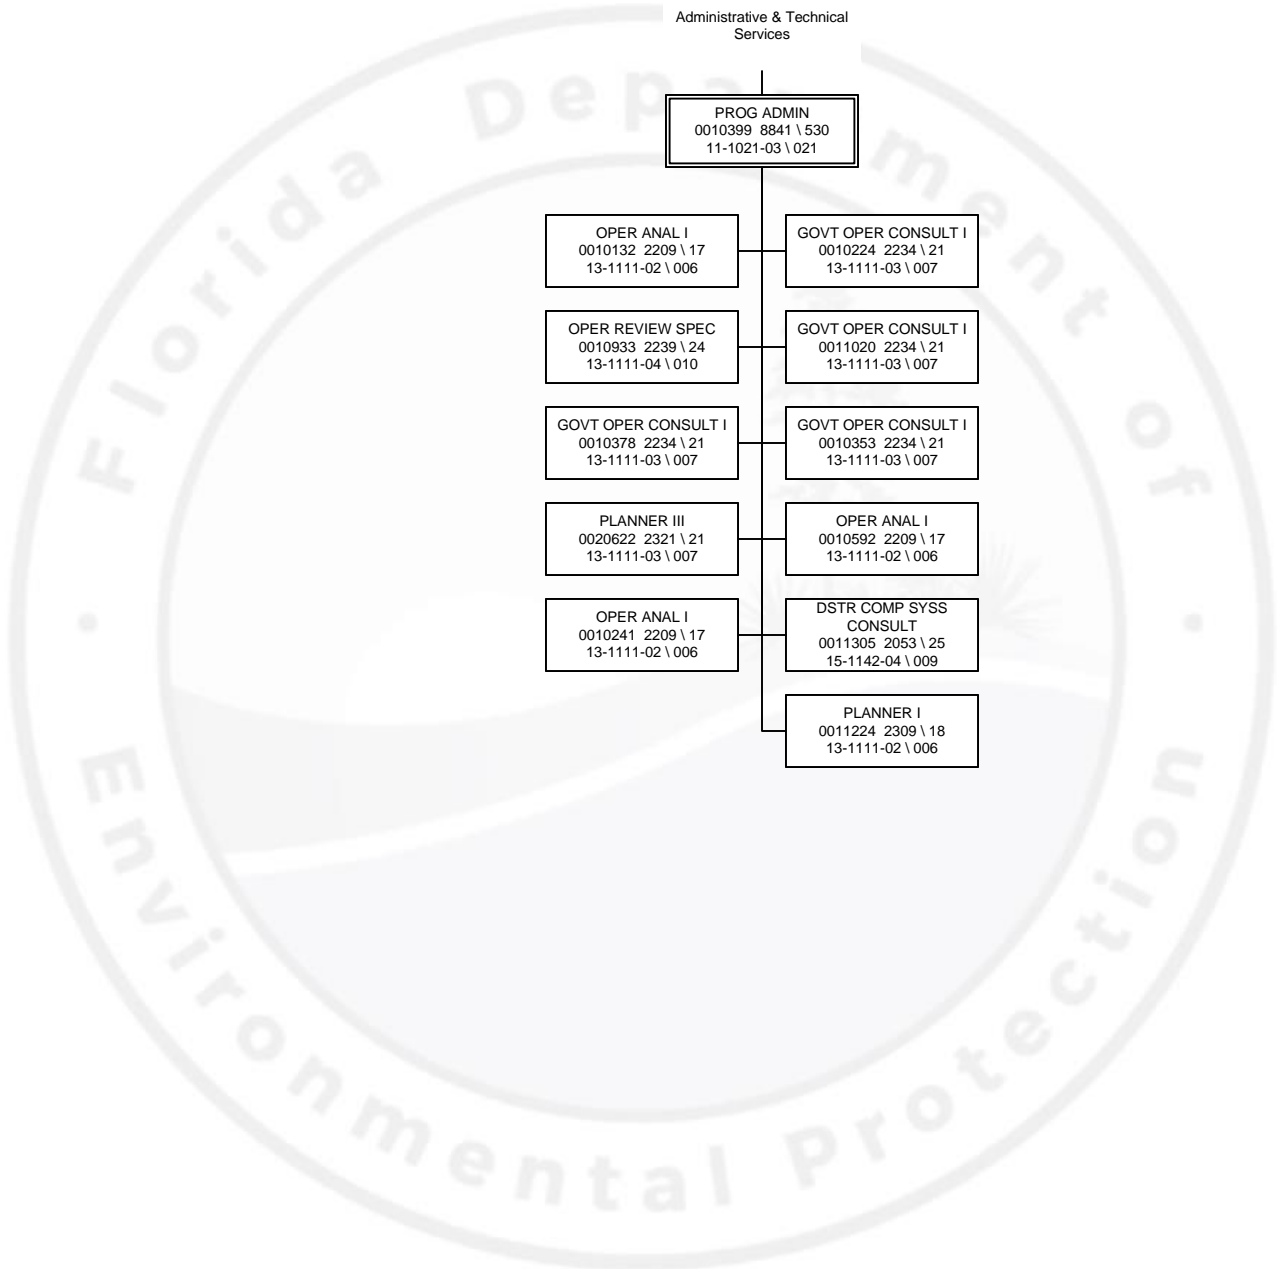 Administrative & Technical
Services
PROG ADMIN
0010399 8841 \ 530
11-1021-03 \ 021
OPER ANAL I
0010132 2209 \ 17
13-1111-02 \ 006
GOVT OPER CONSULT I
0010224 2234 \ 21
13-1111-03 \ 007
OPER REVIEW SPEC
0010933 2239 \ 24
13-1111-04 \ 010
GOVT OPER CONSULT I
0011020 2234 \ 21
13-1111-03 \ 007
GOVT OPER CONSULT I
0010378 2234 \ 21
13-1111-03 \ 007
GOVT OPER CONSULT I
0010353 2234 \ 21
13-1111-03 \ 007
PLANNER III
0020622 2321 \ 21
13-1111-03 \ 007
OPER ANAL I
0010592 2209 \ 17
13-1111-02 \ 006
OPER ANAL I
0010241 2209 \ 17
13-1111-02 \ 006
DSTR COMP SYSS
CONSULT
0011305 2053 \ 25
15-1142-04 \ 009
PLANNER I
0011224 2309 \ 18
13-1111-02 \ 006
Florida Department of
Environmental Protection